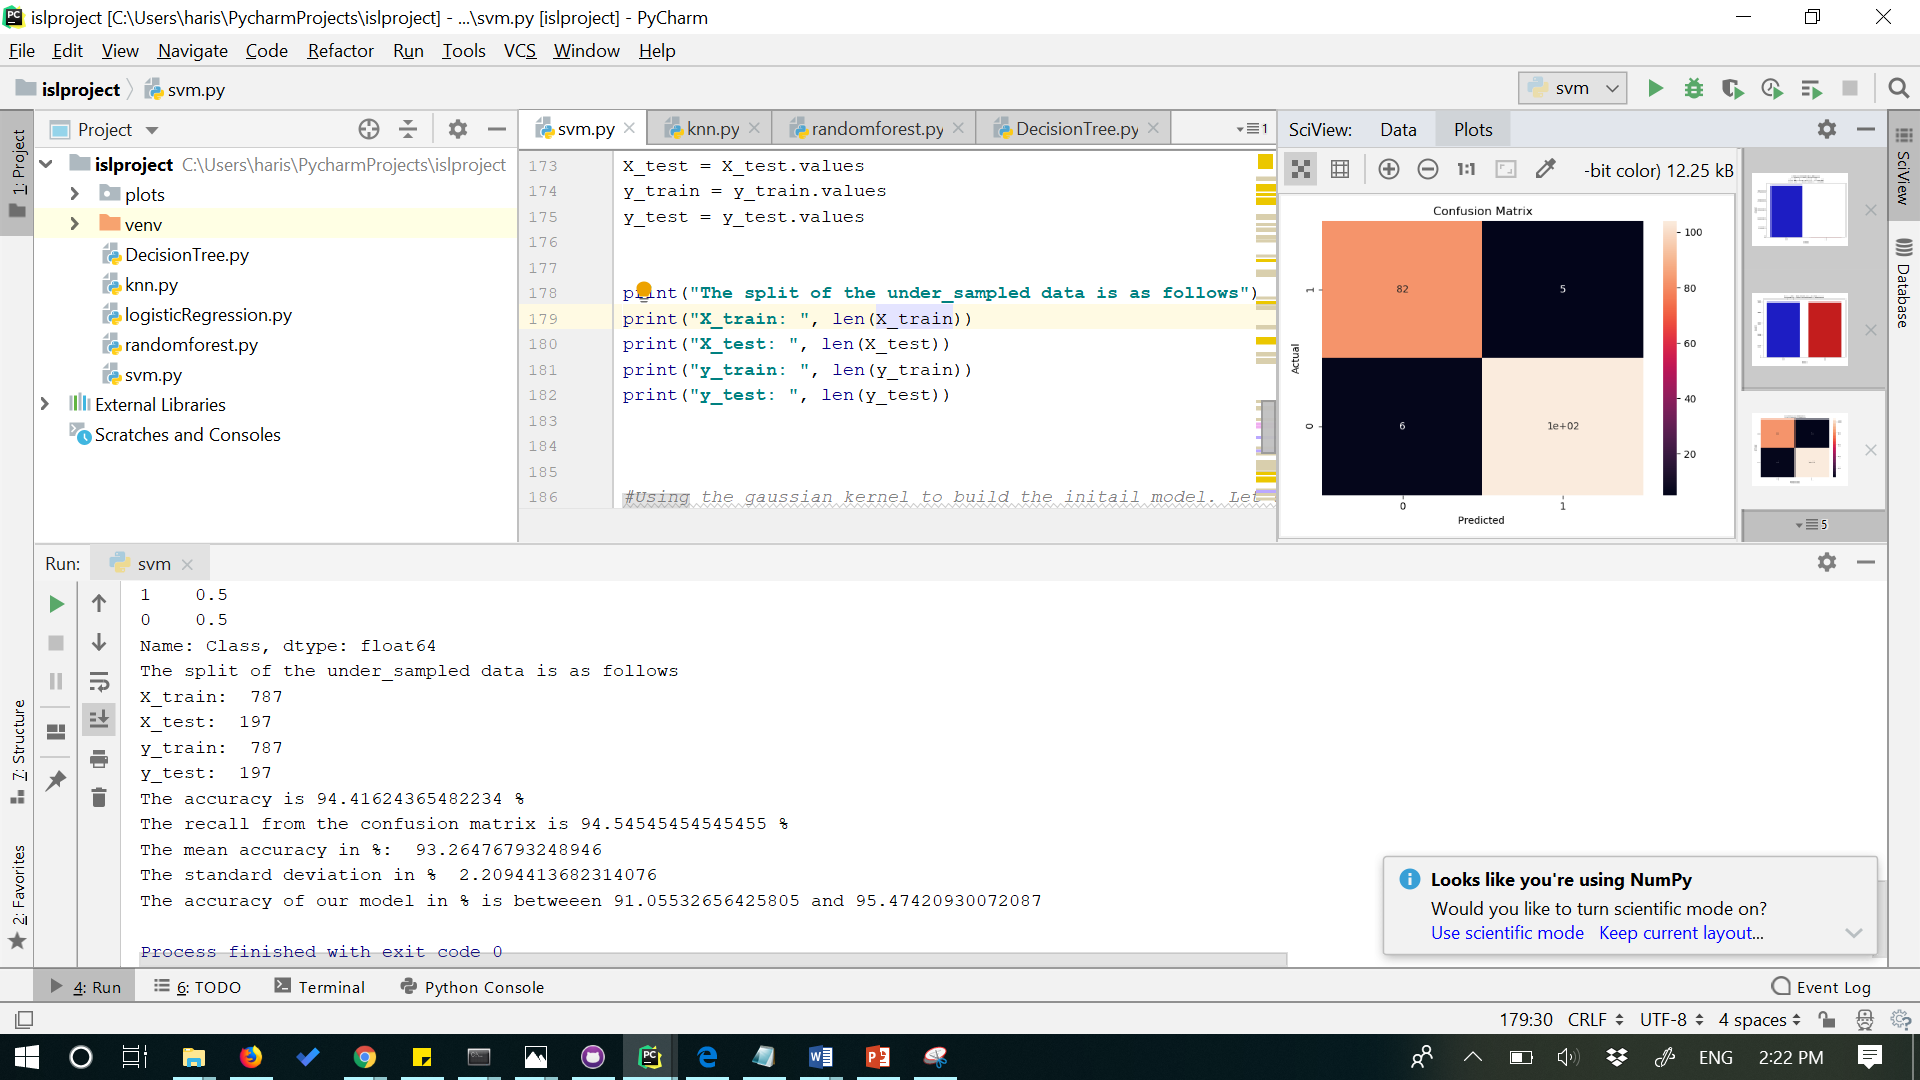 islproject [C:\Users\haris\PycharmProjects\islproject] - ...\svm.py [islproject] - PyCharm
File Edit View Navigate Code Refactor Run Tools VCS Window Help
islproject svm.py
svm
1: Project
Project
svm.py knn.py randomforest.py DecisionTree.py
1
SciView: Data Plots
islproject C:\Users\haris\PycharmProjects\islproject
plots
venv
DecisionTree.py
knn.py
logisticRegression.py
randomforest.py
svm.py
External Libraries
Scratches and Consoles
173 X_test = X_test.values
174 y_train = y_train.values
175 y_test = y_test.values
176
177
178 print("The split of the under_sampled data is as follows")
179 print("X_train: ", len(X_train))
180 print("X_test: ", len(X_test))
181 print("y_train: ", len(y_train))
182 print("y_test: ", len(y_test))
183
184
185
186 #Using the gaussian kernel to build the initail model. Let
1:1
-bit color) 12.25 kB
Confusion Matrix
82 5
6 1e+02
1
0
Actual
0 1
Predicted
100
80
60
40
20
5
SciView
Database
Run: svm
1 0.5
0 0.5
Name: Class, dtype: float64
The split of the under_sampled data is as follows
X_train: 787
X_test: 197
y_train: 787
y_test: 197
The accuracy is 94.41624365482234 %
The recall from the confusion matrix is 94.54545454545455 %
The mean accuracy in %: 93.26476793248946
The standard deviation in % 2.2094413682314076
The accuracy of our model in % is betweeen 91.05532656425805 and 95.47420930072087
Process finished with exit code 0
7: Structure
2: Favorites
Looks like you're using NumPy
Would you like to turn scientific mode on?
Use scientific mode Keep current layout...
4: Run 6: TODO Terminal Python Console
Event Log
179:30 CRLF UTF-8 4 spaces
ENG 2:22 PM